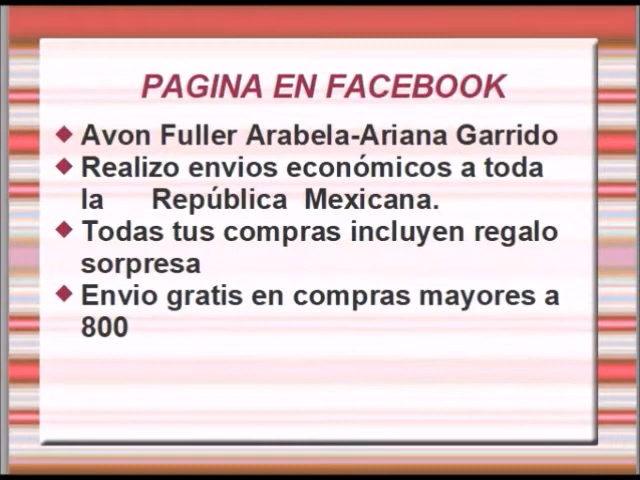 PAGINA EN FACEBOOK
Avon Fuller Arabela-Ariana Garrido
Realizo envios económicos a toda
la República Mexicana.
Todas tus compras incluyen regalo
sorpresa
Envio gratis en compras mayores a
800